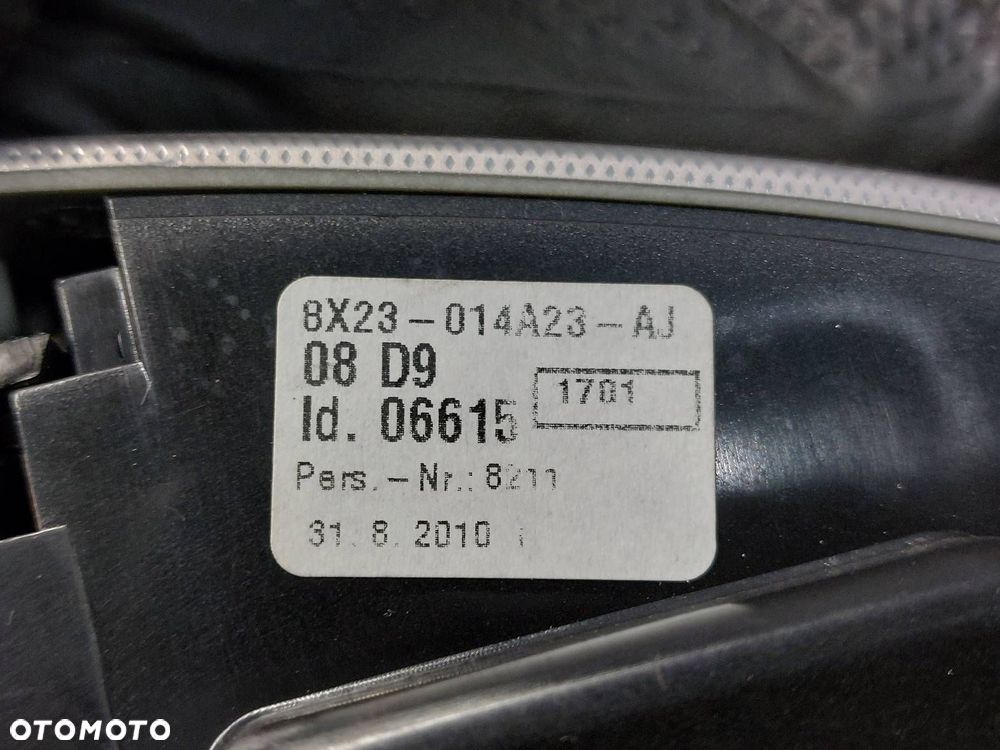 8X23-014A23-AJ
08 D9
1701
Id. 06615
Pers.-Nr.: 8211
31. 8. 2010
OTOMOTO